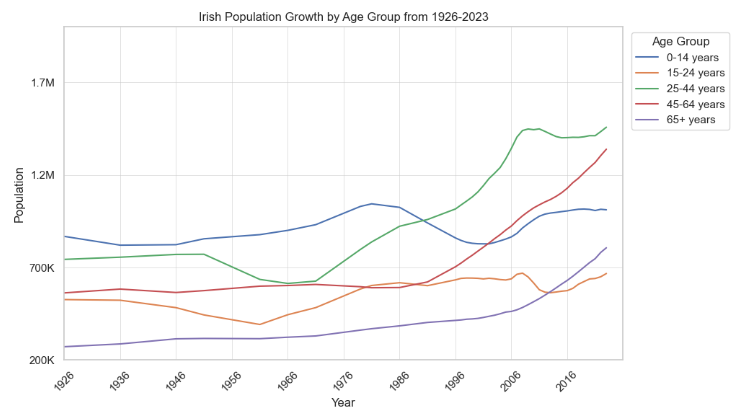 Irish Population Growth by Age Group from 1926-2023
Age Group
0-14 years
15-24 years
25-44 years
45-64 years
65+ years
Population
1.7M
1.2M
700K
200K
1926
1936
1946
1956
1966
1976
1986
1996
2006
2016
Year